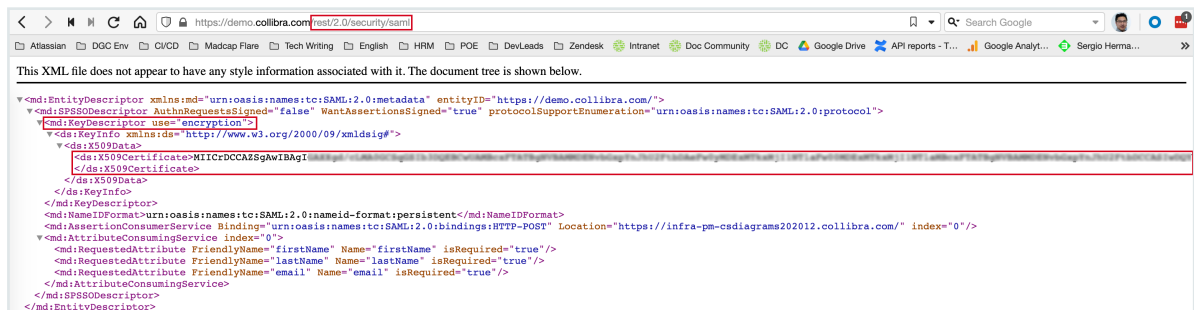 https://demo.collibra.com/rest/2.0/security/saml
Search Google
1
Atlassian DGC Env CI/CD Madcap Flare Tech Writing English HRM POE DevLeads Zendesk Intranet Doc Community DC Google Drive API reports - T… Google Analyt… Sergio Herma…
This XML file does not appear to have any style information associated with it. The document tree is shown below.
<md:EntityDescriptor xmlns:md="urn:oasis:names:tc:SAML:2.0:metadata" entityID="https://demo.collibra.com/">
<md:SPSSODescriptor AuthnRequestsSigned="false" WantAssertionsSigned="true" protocolSupportEnumeration="urn:oasis:names:tc:SAML:2.0:protocol">
<md:KeyDescriptor use="encryption">
<ds:KeyInfo xmlns:ds="http://www.w3.org/2000/09/xmldsig#">
<ds:X509Data>
<ds:X509Certificate>MIICrDCCAZSgAwIBAgI
</ds:X509Certificate>
</ds:X509Data>
</ds:KeyInfo>
</md:KeyDescriptor>
<md:NameIDFormat>urn:oasis:names:tc:SAML:2.0:nameid-format:persistent</md:NameIDFormat>
<md:AssertionConsumerService Binding="urn:oasis:names:tc:SAML:2.0:bindings:HTTP-POST" Location="https://infra-pm-csdiagrams202012.collibra.com/" index="0"/>
<md:AttributeConsumingService index="0">
<md:RequestedAttribute FriendlyName="firstName" Name="firstName" isRequired="true"/>
<md:RequestedAttribute FriendlyName="lastName" Name="lastName" isRequired="true"/>
<md:RequestedAttribute FriendlyName="email" Name="email" isRequired="true"/>
</md:AttributeConsumingService>
</md:SPSSODescriptor>
</md:EntityDescriptor>